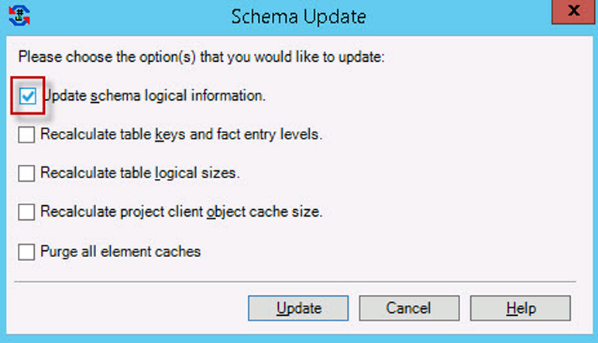 Schema Update
x
Please choose the option(s) that you would like to update:
Update schema logical information.
Recalculate table keys and fact entry levels.
Recalculate table logical sizes.
Recalculate project client object cache size.
Purge all element caches
Update Cancel Help